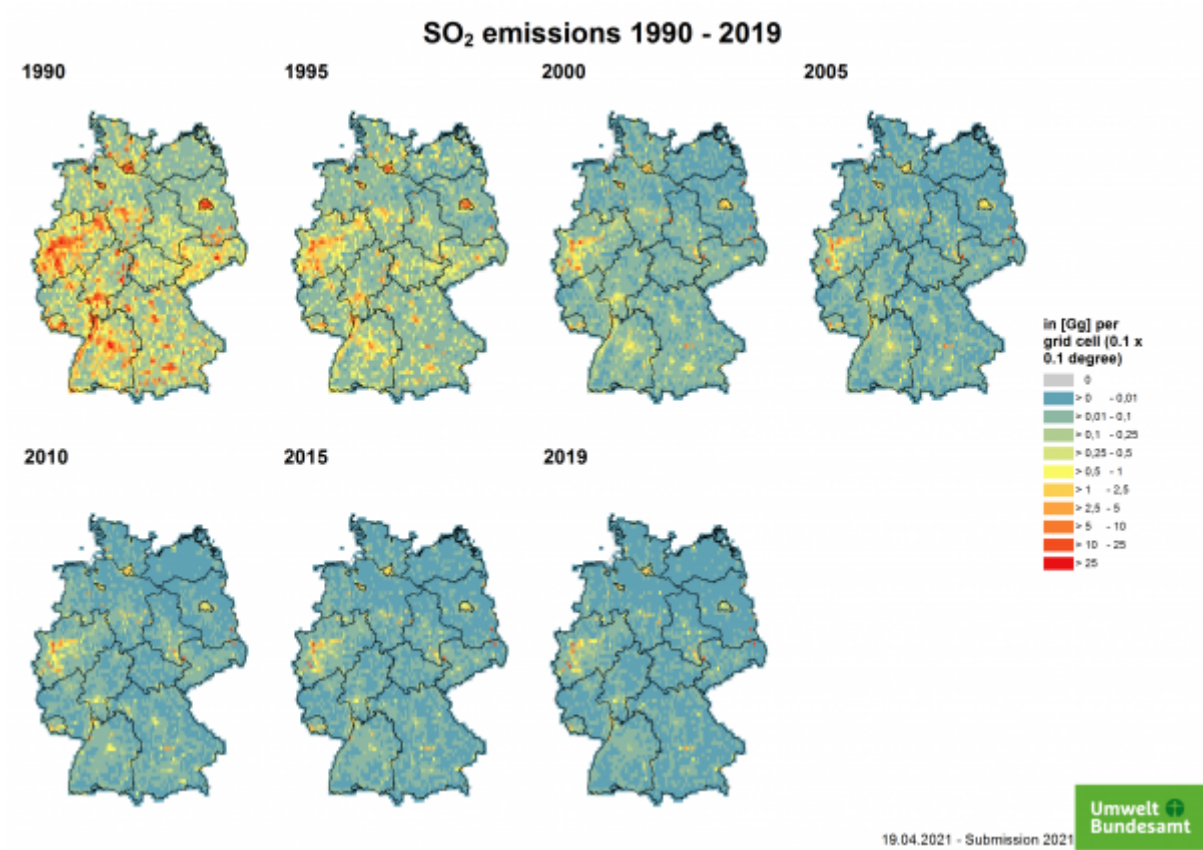 SO₂ emissions 1990 - 2019
1990
1995
2000
2005
in [Gg] per
grid cell (0.1 x
0.1 degree)
0
> 0 - 0,01
> 0,01 - 0,1
> 0,1 - 0,25
> 0,25 - 0,5
> 0,5 - 1
> 1 - 2,5
> 2,5 - 5
> 5 - 10
> 10 - 25
> 25
2010
2015
2019
Umwelt
Bundesamt
19.04.2021 - Submission 2021